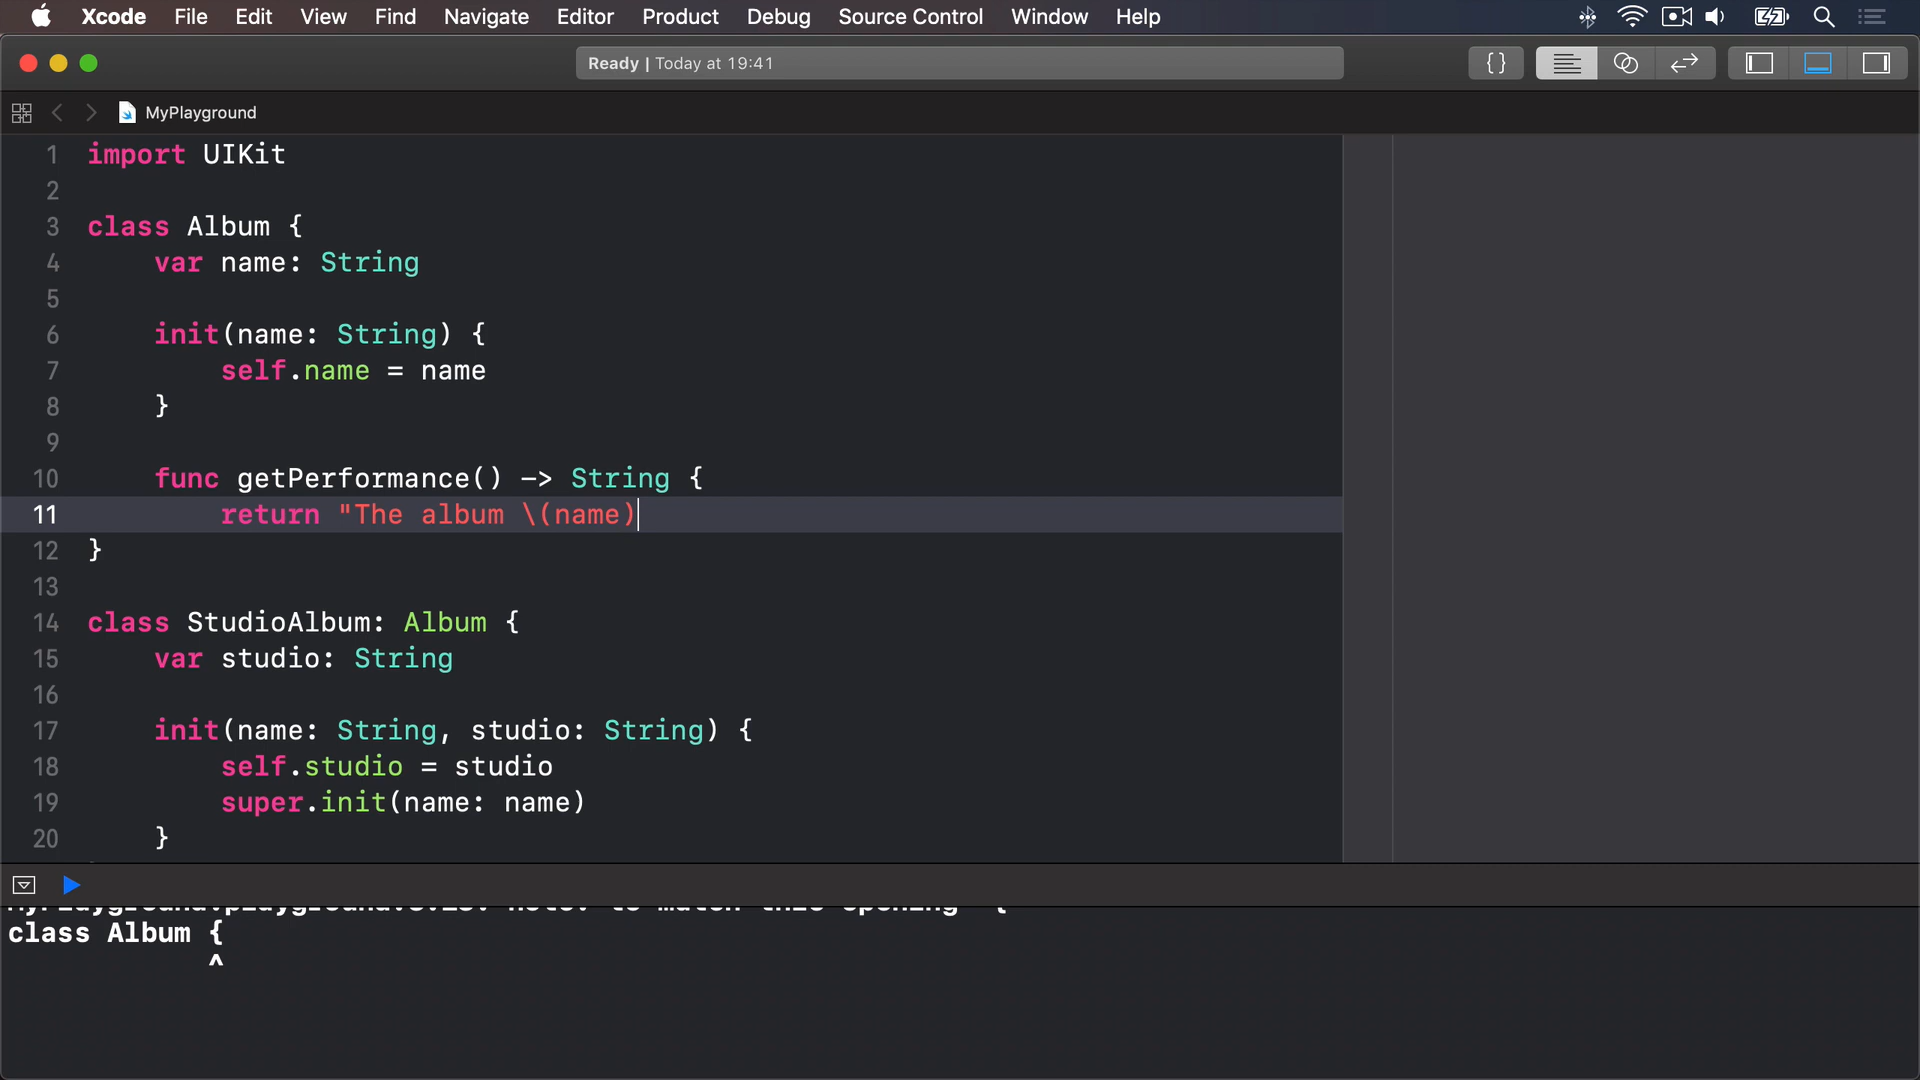 Xcode File Edit View Find Navigate Editor Product Debug Source Control Window Help
Ready | Today at 19:41
{}
MyPlayground
1 import UIKit
2
3 class Album {
4 var name: String
5
6 init(name: String) {
7 self.name = name
8 }
9
10 func getPerformance() -> String {
11 return "The album \(name)
12 }
13
14 class StudioAlbum: Album {
15 var studio: String
16
17 init(name: String, studio: String) {
18 self.studio = studio
19 super.init(name: name)
20 }
class Album {
^